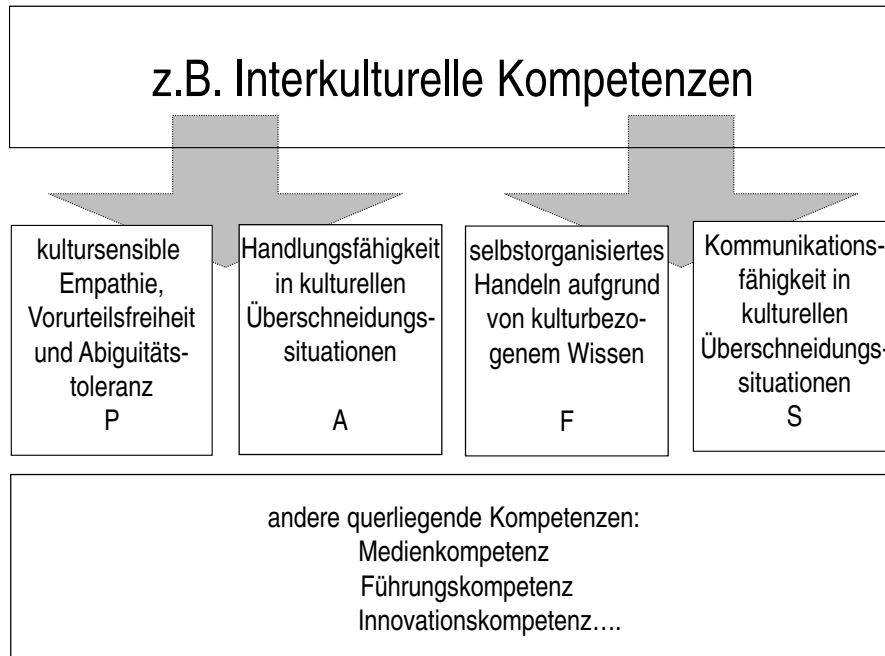 z.B. Interkulturelle Kompetenzen
kultursensible
Empathie,
Vorurteilsfreiheit
und Abiguitäts-
toleranz
P
Handlungsfähigkeit
in kulturellen
Überschneidungs-
situationen
A
selbstorganisiertes
Handeln aufgrund
von kulturbezo-
genem Wissen
F
Kommunikations-
fähigkeit in
kulturellen
Überschneidungs-
situationen
S
andere querliegende Kompetenzen:
Medienkompetenz
Führungskompetenz
Innovationskompetenz….